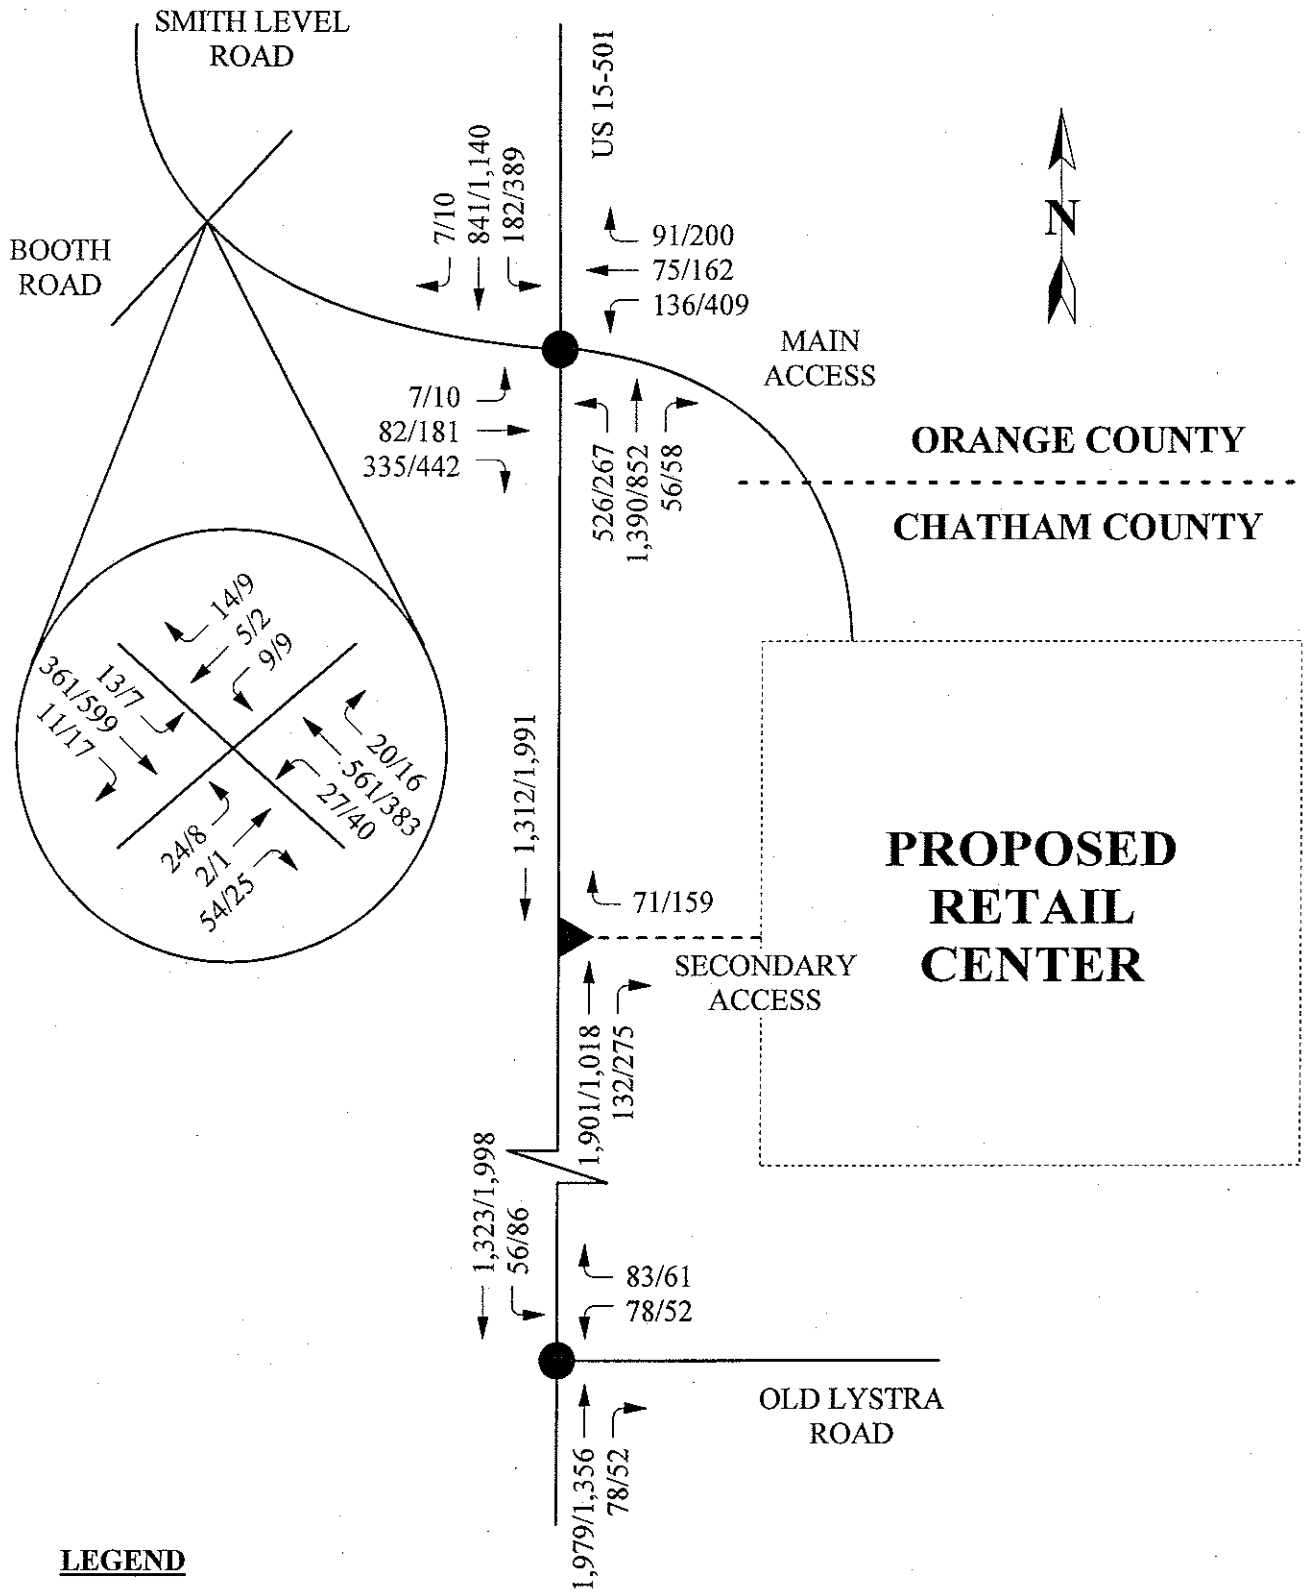 SMITH LEVEL
ROAD
US 15-501
7/10
841/1,140
182/389
91/200
75/162
136/409
N
BOOTH
ROAD
MAIN
ACCESS
7/10
82/181
335/442
526/267
1,390/852
56/58
ORANGE COUNTY
CHATHAM COUNTY
14/9
5/2
9/9
13/7
361/599
11/17
20/16
561/383
27/40
24/8
2/1
54/25
1,312/1,991
71/159
PROPOSED
RETAIL
CENTER
SECONDARY
ACCESS
1,901/1,018
132/275
1,323/1,998
56/86
83/61
78/52
OLD LYSTRA
ROAD
1,979/1,356
78/52
LEGEND